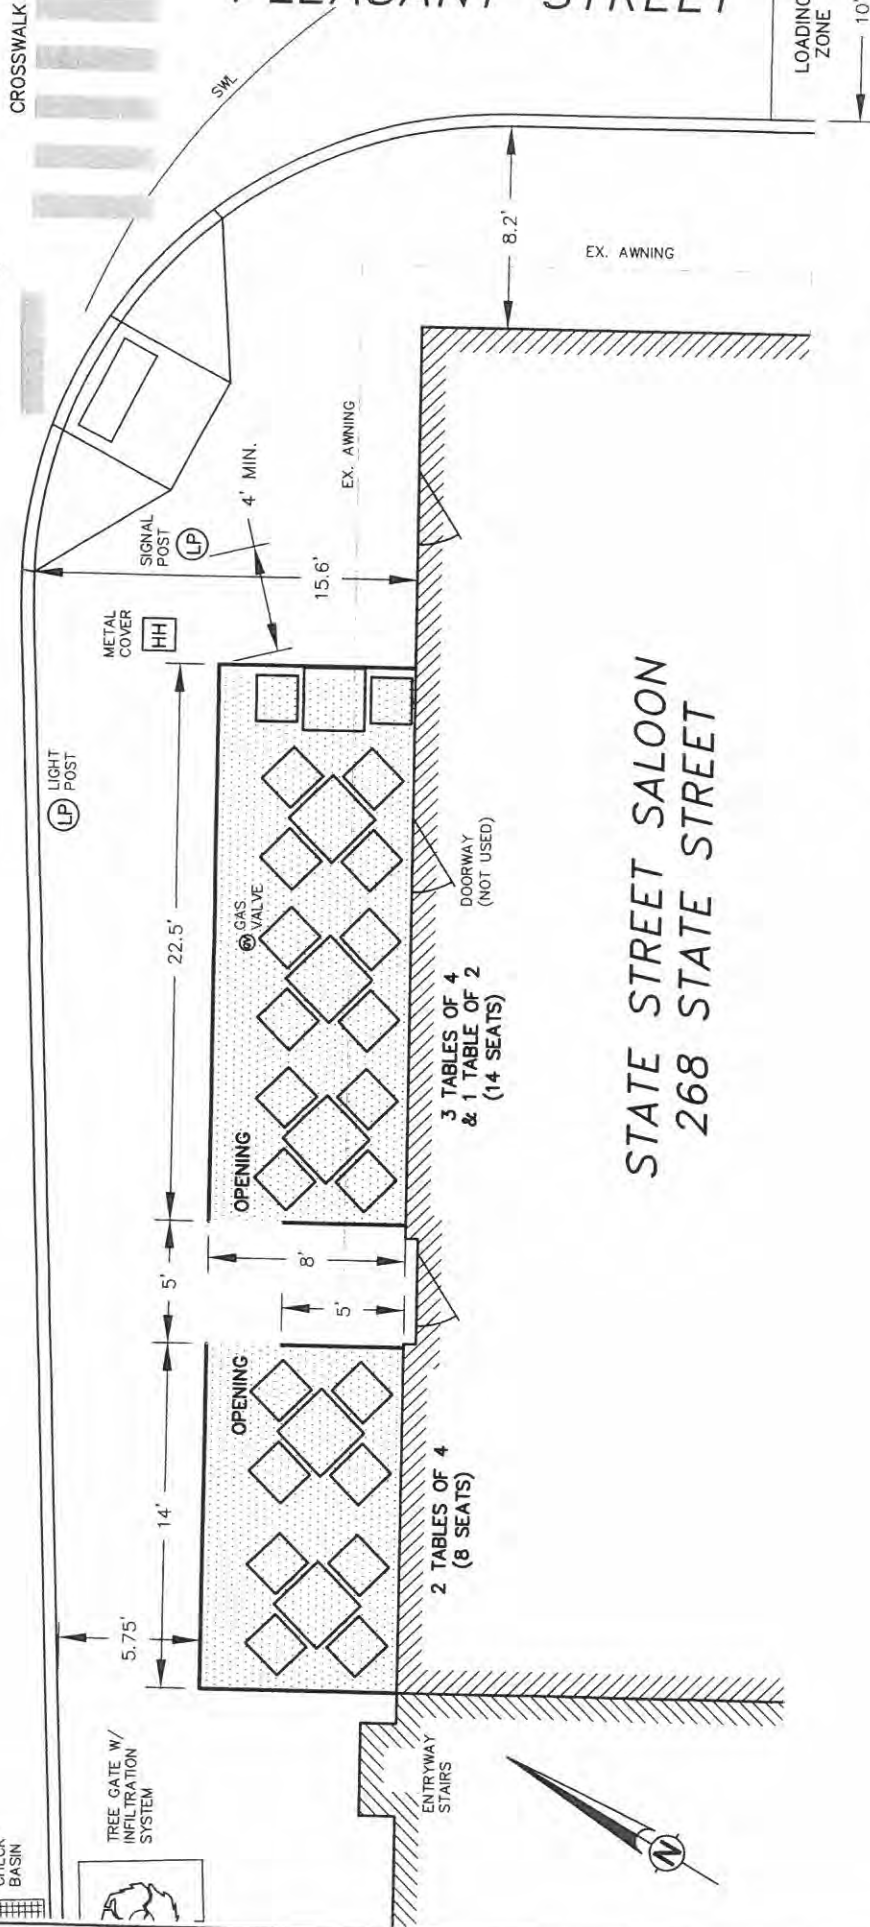 PLEASANT STREET
CROSSWALK
SWL
LOADING
ZONE
10'
8.2'
EX. AWNING
EX. AWNING
4' MIN.
SIGNAL
POST
LP
15.6'
METAL
COVER
HH
LIGHT
POST
LP
22.5'
GV GAS
VALVE
DOORWAY
(NOT USED)
3 TABLES OF 4
& 1 TABLE OF 2
(14 SEATS)
OPENING
STATE STREET SALOON
268 STATE STREET
5'
8'
5'
OPENING
14'
2 TABLES OF 4
(8 SEATS)
5.75'
TREE GATE W/
INFILTRATION
SYSTEM
ENTRYWAY
STAIRS
BASIN
N